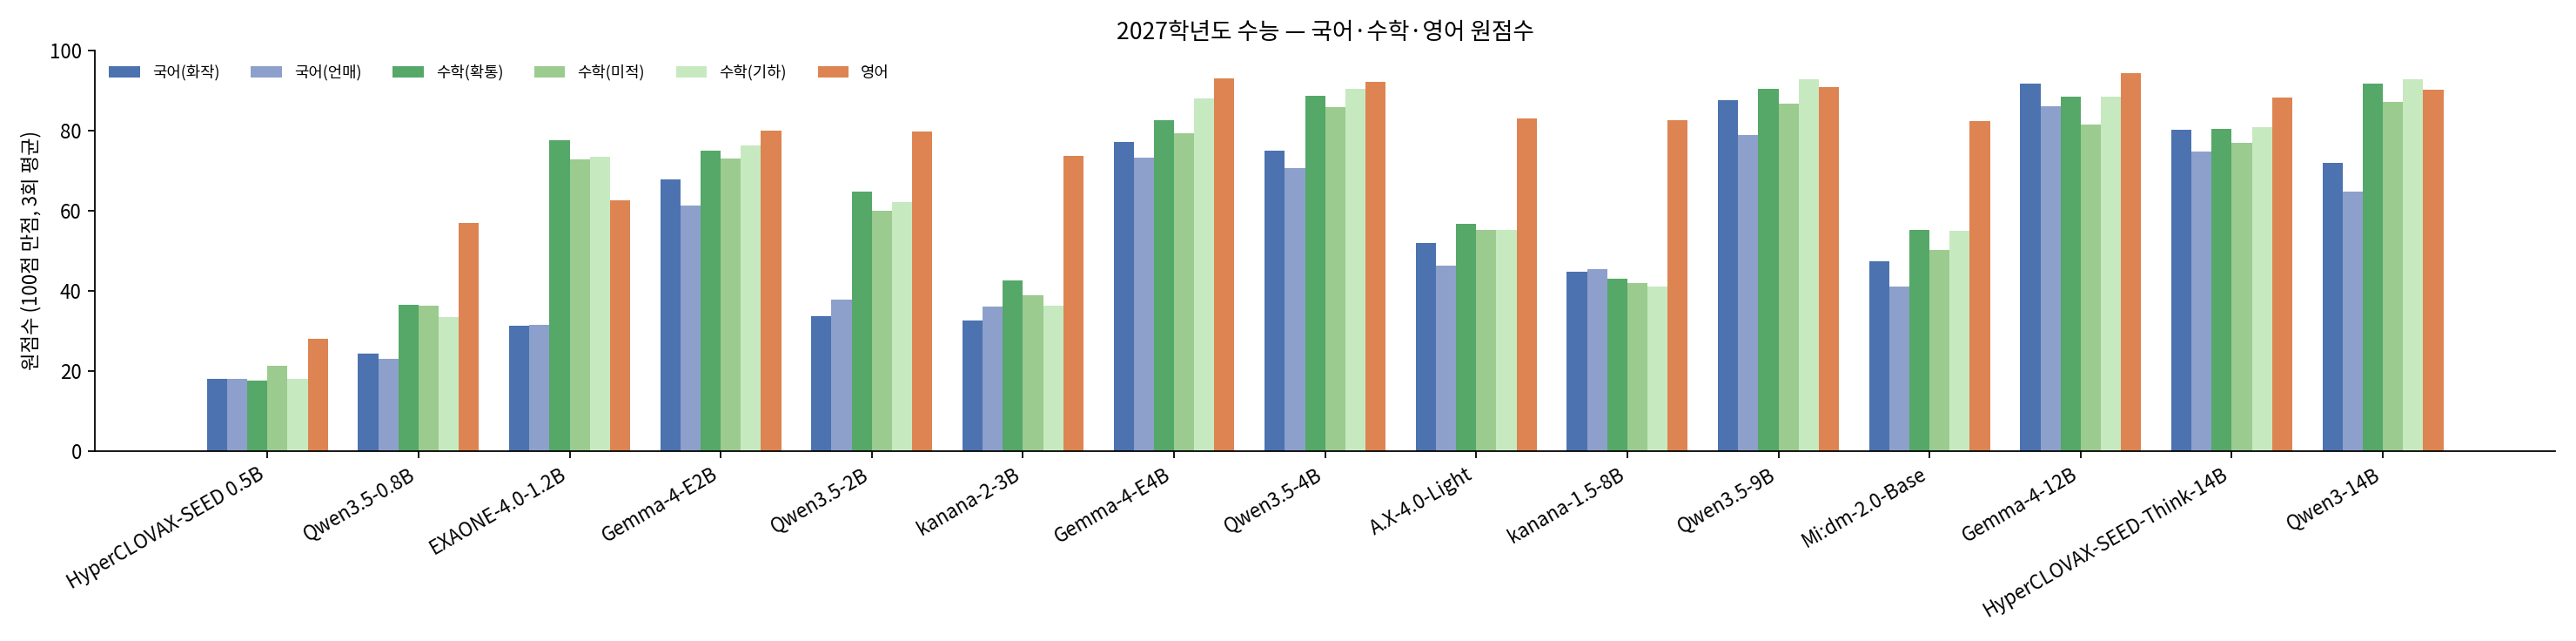 2027학년도 수능 — 국어·수학·영어 원점수
원점수 (100점 만점, 3회 평균)
100
80
60
40
20
0
국어(화작) 국어(언매) 수학(확통) 수학(미적) 수학(기하) 영어
HyperCLOVAX-SEED 0.5B
Qwen3.5-0.8B
EXAONE-4.0-1.2B
Gemma-4-E2B
Qwen3.5-2B
kanana-2-3B
Gemma-4-E4B
Qwen3.5-4B
A.X-4.0-Light
kanana-1.5-8B
Qwen3.5-9B
Mi:dm-2.0-Base
Gemma-4-12B
HyperCLOVAX-SEED-Think-14B
Qwen3-14B